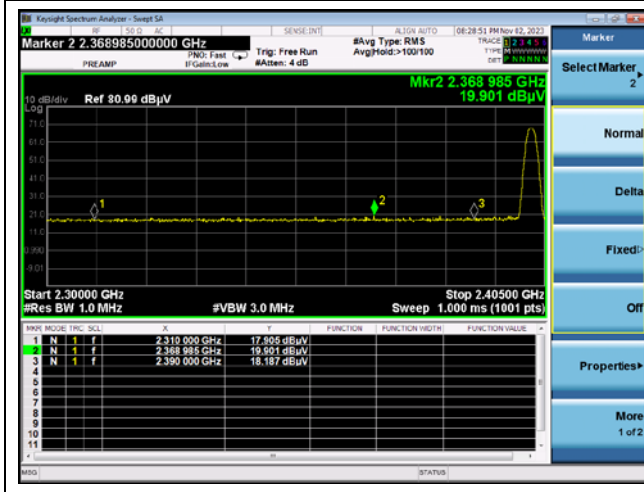 Keysight Spectrum Analyzer - Swept SA
RF 50 Ω AC SENSE:INT ALIGN AUTO 08:28:51 PM Nov 02, 2023
Marker 2 2.368985000000 GHz
PREAMP
PNO: Fast
IFGain:Low
Trig: Free Run
#Atten: 4 dB
#Avg Type: RMS
Avg|Hold:>100/100
TRACE 1 2 3 4 5 6
TYPE M WWWWW
DET P N N N N N
Mkr2 2.368 985 GHz
19.901 dBµV
10 dB/div Ref 80.99 dBµV
Log
71.0
61.0
51.0
41.0
31.0
21.0
11.0
0.990
-9.01
1
2
3
Start 2.30000 GHz Stop 2.40500 GHz
#Res BW 1.0 MHz #VBW 3.0 MHz Sweep 1.000 ms (1001 pts)
MKR MODE TRC SCL X Y FUNCTION FUNCTION WIDTH FUNCTION VALUE
1 N 1 f 2.310 000 GHz 17.905 dBµV
2 N 1 f 2.368 985 GHz 19.901 dBµV
3 N 1 f 2.390 000 GHz 18.187 dBµV
4
5
6
7
8
9
10
11
MSG STATUS
Marker
Select Marker
2
Normal
Delta
Fixed
Off
Properties
More
1 of 2